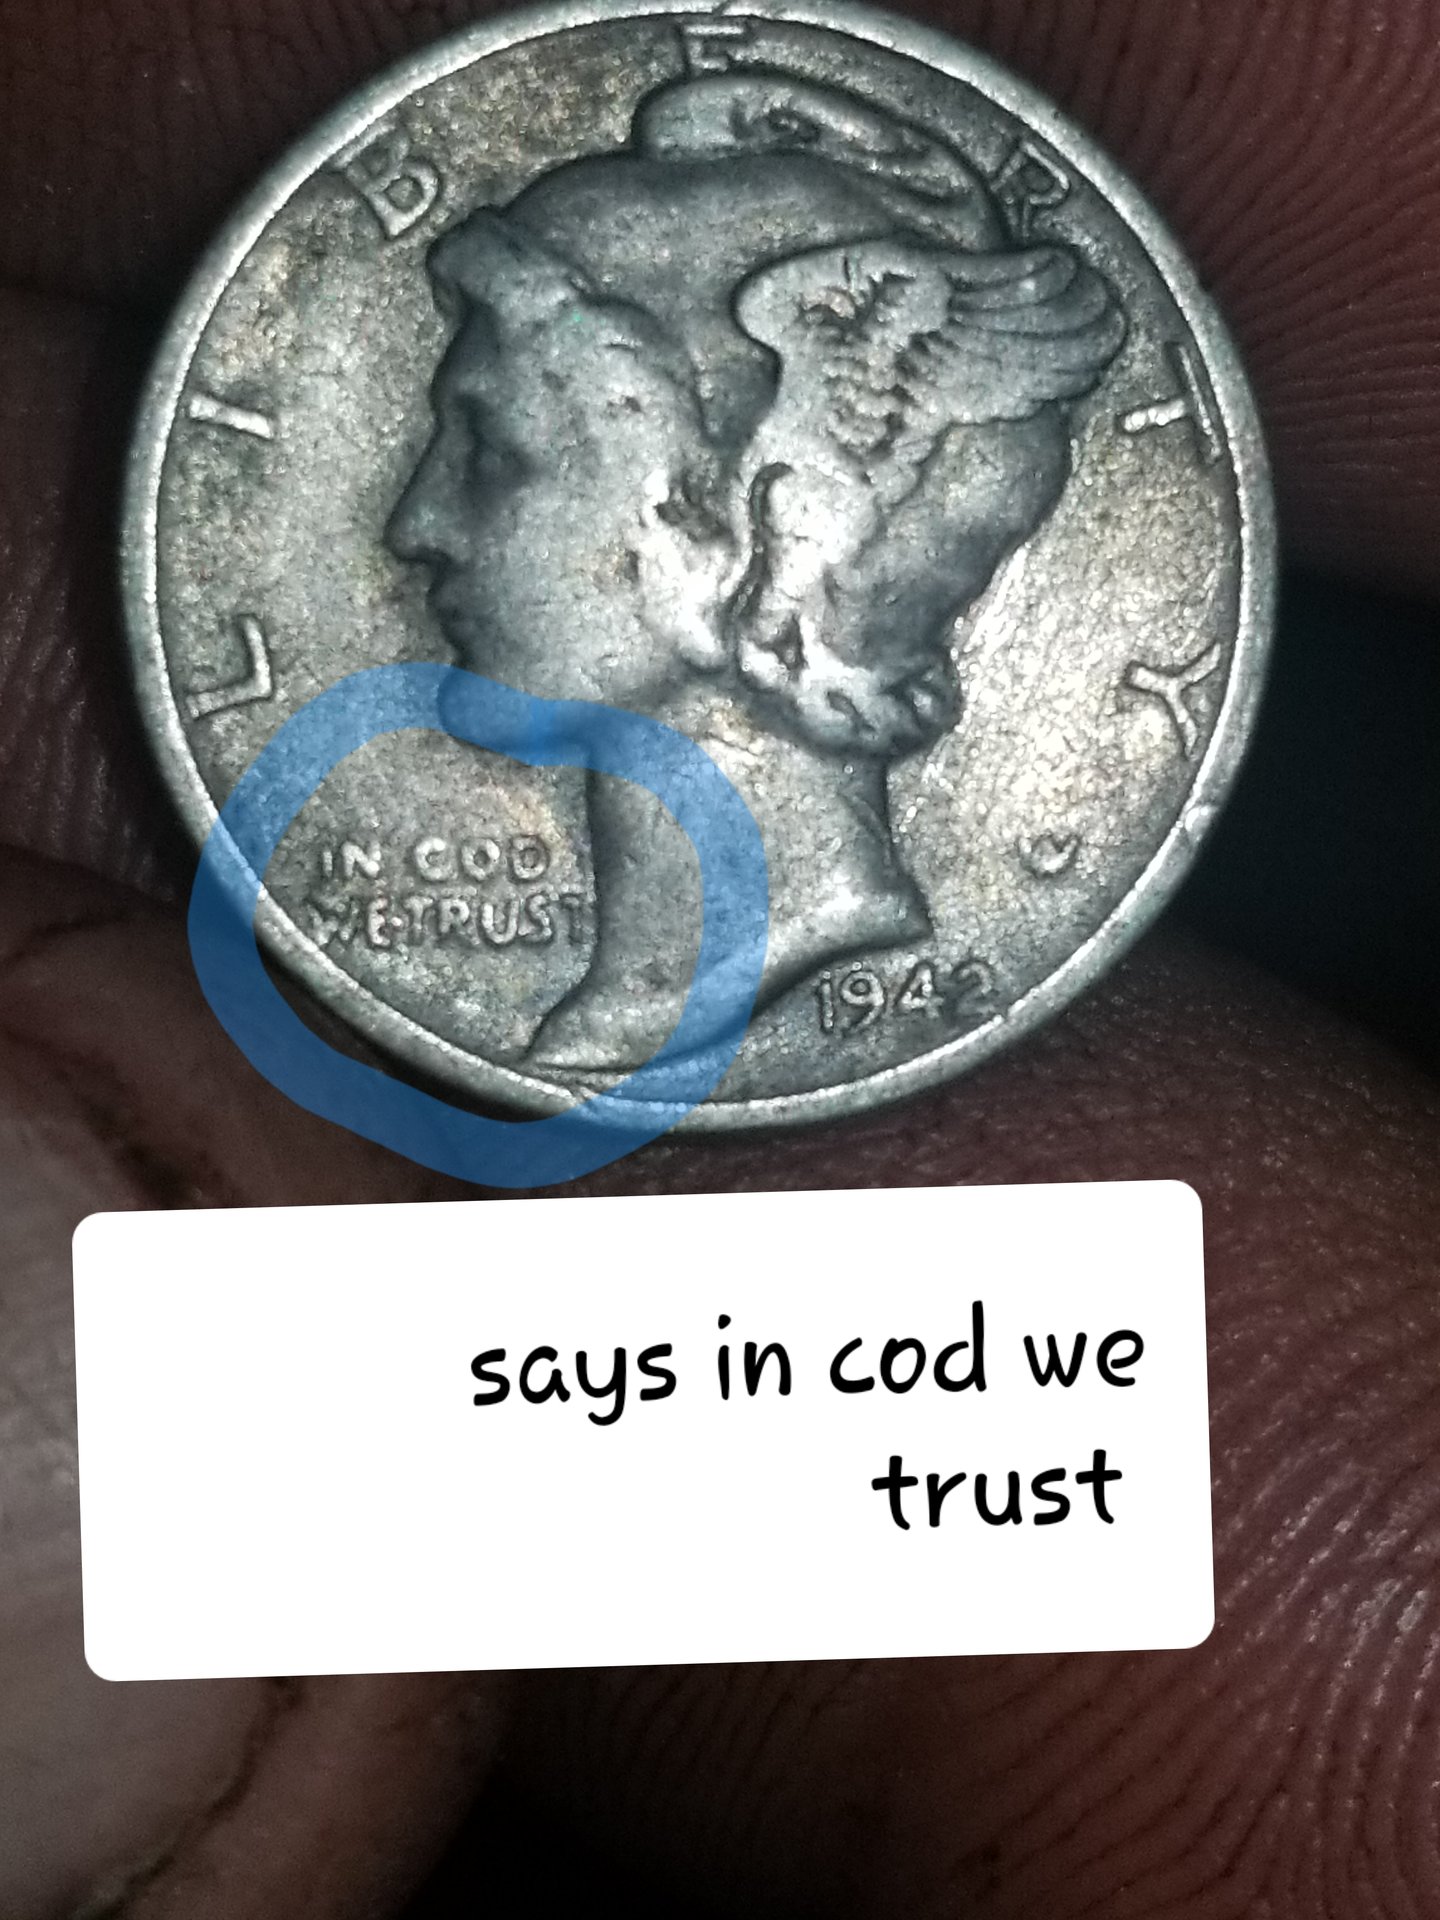 LIBERTY
IN COD
WE TRUST
1942
says in cod we
trust